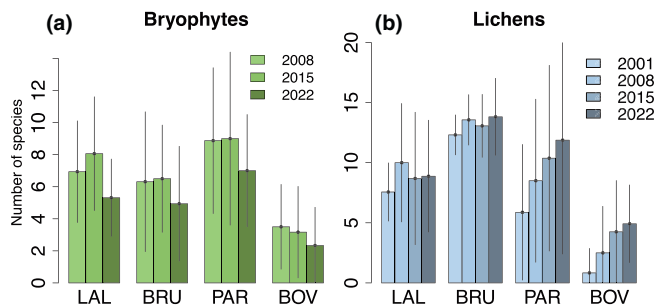 (a) Bryophytes
2008
2015
2022
Number of species
0 2 4 6 8 10 12
LAL BRU PAR BOV
(b) Lichens
2001
2008
2015
2022
0 5 10 15 20
LAL BRU PAR BOV